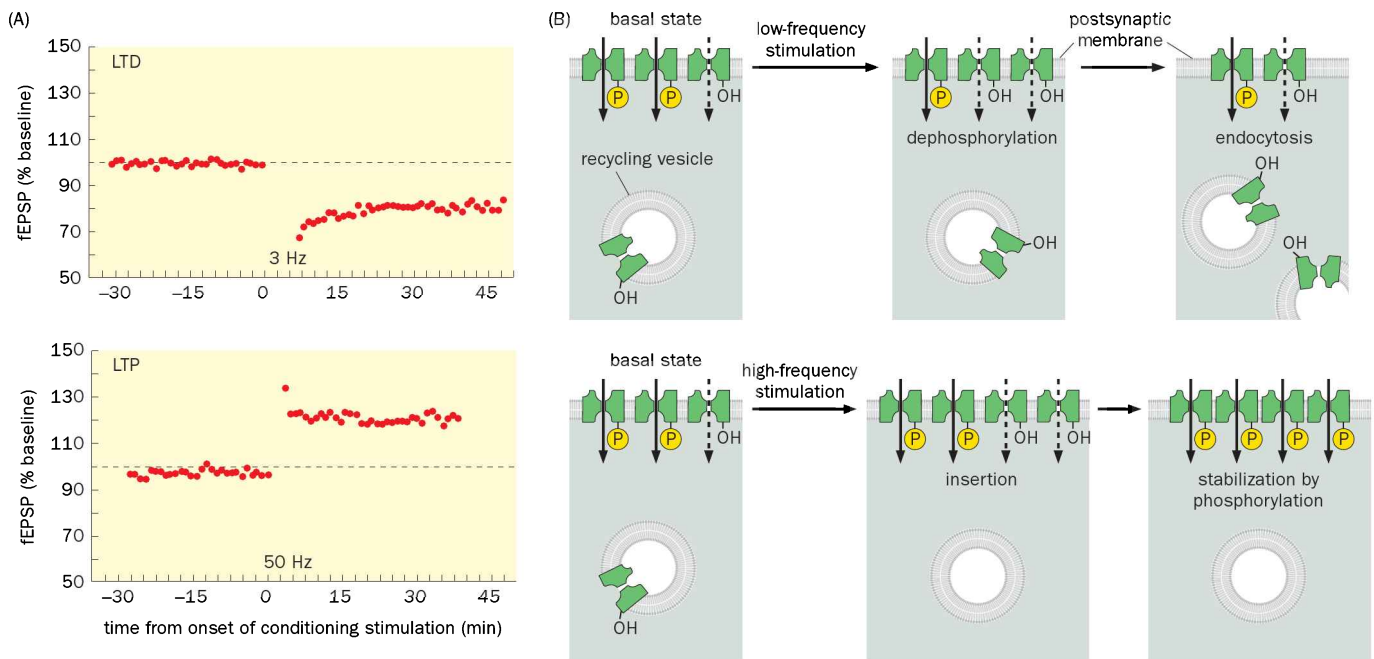 (A)
150
130
110
90
70
50
LTD
3 Hz
fEPSP (% baseline)
−30
−15
0
15
30
45
150
130
110
90
70
50
LTP
50 Hz
fEPSP (% baseline)
−30
−15
0
15
30
45
time from onset of conditioning stimulation (min)
(B)
basal state
P
P
OH
recycling vesicle
OH
low-frequency
stimulation
P
OH
OH
dephosphorylation
OH
postsynaptic
membrane
P
OH
endocytosis
OH
OH
basal state
P
P
OH
OH
high-frequency
stimulation
P
P
OH
OH
insertion
P
P
P
P
stabilization by
phosphorylation